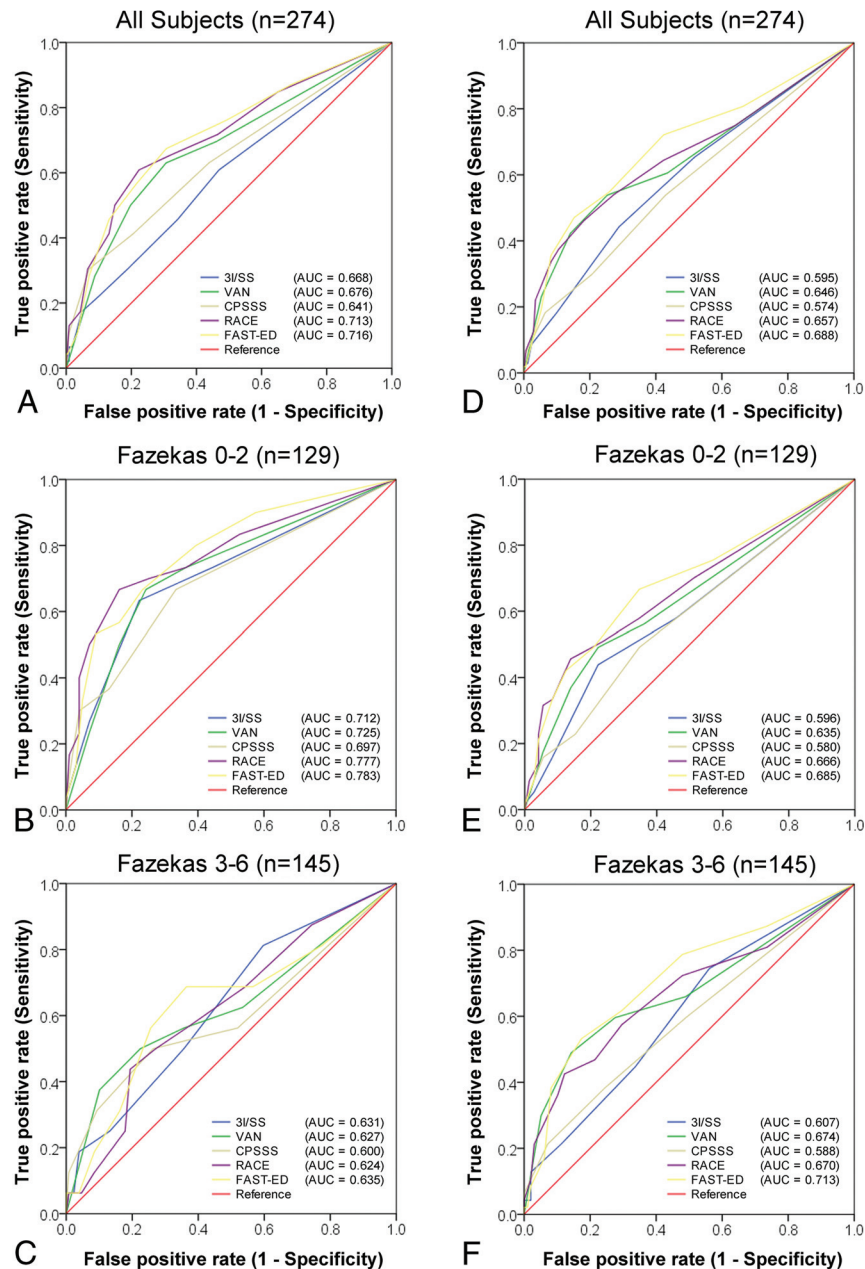 All Subjects (n=274)
True positive rate (Sensitivity)
1.0
0.8
0.6
0.4
0.2
0.0
3I/SS (AUC = 0.668)
VAN (AUC = 0.676)
CPSSS (AUC = 0.641)
RACE (AUC = 0.713)
FAST-ED (AUC = 0.716)
Reference
0.0 0.2 0.4 0.6 0.8 1.0
A
False positive rate (1 - Specificity)
All Subjects (n=274)
True positive rate (Sensitivity)
1.0
0.8
0.6
0.4
0.2
0.0
3I/SS (AUC = 0.595)
VAN (AUC = 0.646)
CPSSS (AUC = 0.574)
RACE (AUC = 0.657)
FAST-ED (AUC = 0.688)
Reference
0.0 0.2 0.4 0.6 0.8 1.0
D
False positive rate (1 - Specificity)
Fazekas 0-2 (n=129)
True positive rate (Sensitivity)
1.0
0.8
0.6
0.4
0.2
0.0
3I/SS (AUC = 0.712)
VAN (AUC = 0.725)
CPSSS (AUC = 0.697)
RACE (AUC = 0.777)
FAST-ED (AUC = 0.783)
Reference
0.0 0.2 0.4 0.6 0.8 1.0
B
Fazekas 0-2 (n=129)
True positive rate (Sensitivity)
1.0
0.8
0.6
0.4
0.2
0.0
3I/SS (AUC = 0.596)
VAN (AUC = 0.635)
CPSSS (AUC = 0.580)
RACE (AUC = 0.666)
FAST-ED (AUC = 0.685)
Reference
0.0 0.2 0.4 0.6 0.8 1.0
E
Fazekas 3-6 (n=145)
True positive rate (Sensitivity)
1.0
0.8
0.6
0.4
0.2
0.0
3I/SS (AUC = 0.631)
VAN (AUC = 0.627)
CPSSS (AUC = 0.600)
RACE (AUC = 0.624)
FAST-ED (AUC = 0.635)
Reference
0.0 0.2 0.4 0.6 0.8 1.0
C
False positive rate (1 - Specificity)
Fazekas 3-6 (n=145)
True positive rate (Sensitivity)
1.0
0.8
0.6
0.4
0.2
0.0
3I/SS (AUC = 0.607)
VAN (AUC = 0.674)
CPSSS (AUC = 0.588)
RACE (AUC = 0.670)
FAST-ED (AUC = 0.713)
Reference
0.0 0.2 0.4 0.6 0.8 1.0
F
False positive rate (1 - Specificity)